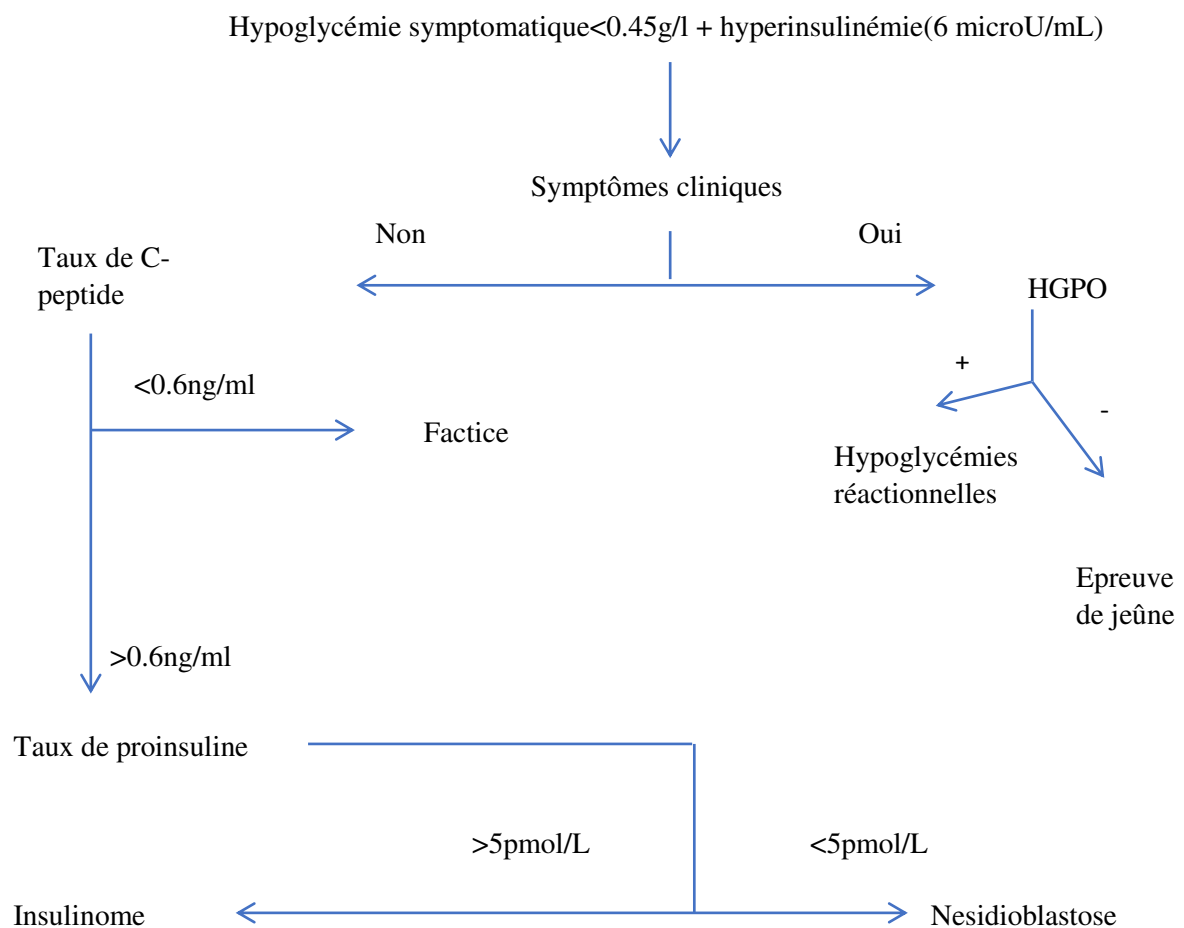 Hypoglycémie symptomatique<0.45g/l + hyperinsulinémie(6 microU/mL)
Symptômes cliniques
Non
Oui
Taux de C-
peptide
HGPO
+
<0.6ng/ml
-
Factice
Hypoglycémies
réactionnelles
Epreuve
de jeûne
>0.6ng/ml
Taux de proinsuline
>5pmol/L
<5pmol/L
Insulinome
Nesidioblastose